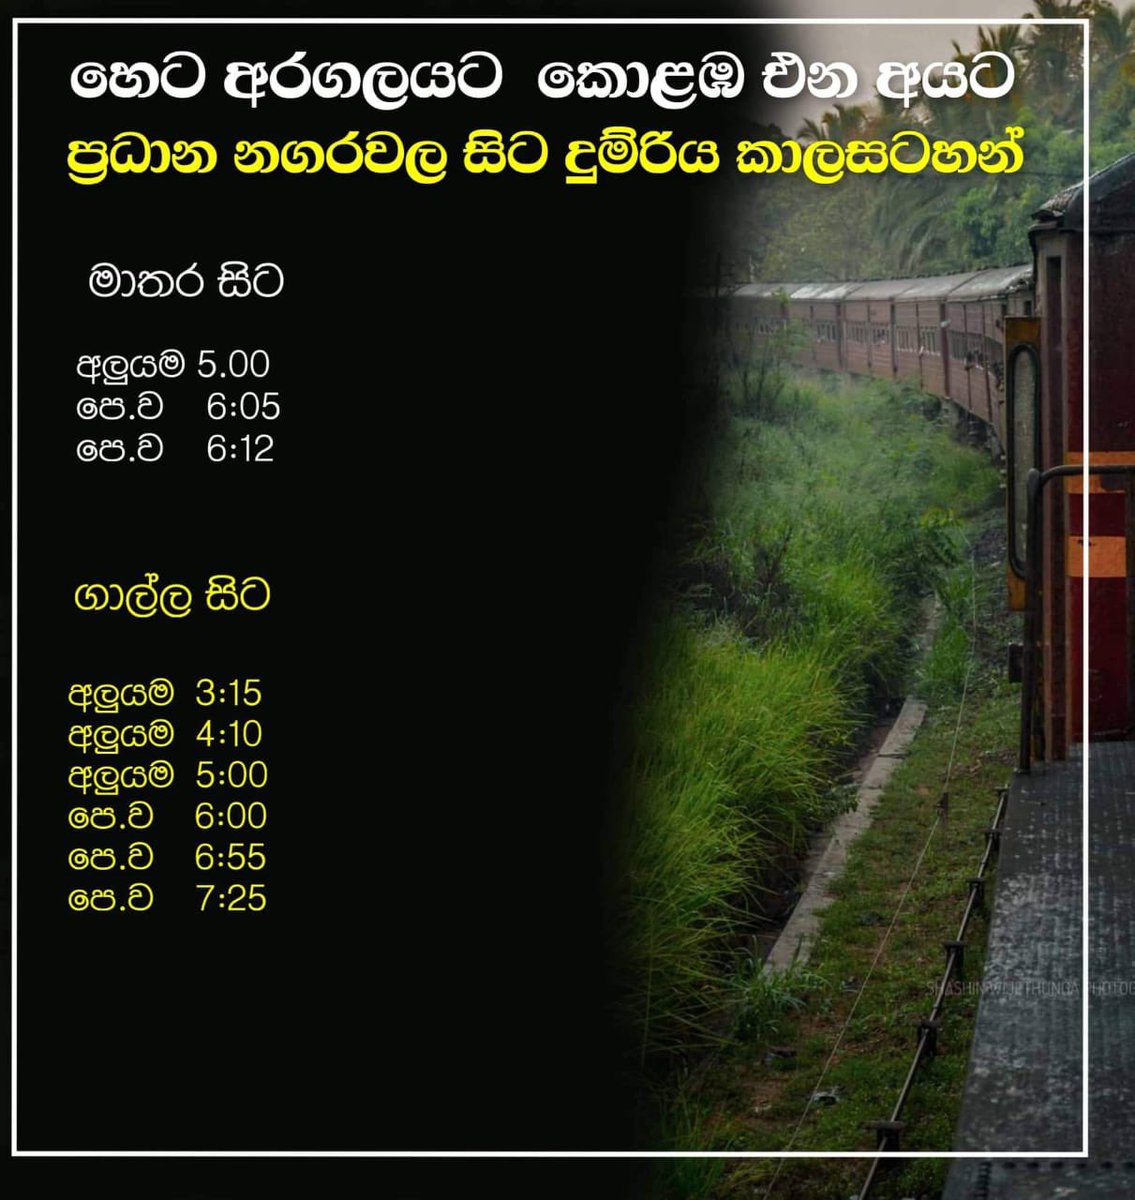 හෙට අරගලයට කොළඹ එන අයට
ප්‍රධාන නගරවල සිට දුම්රිය කාලසටහන්
මාතර සිට
අලුයම 5.00
පෙ.ව 6:05
පෙ.ව 6:12
ගාල්ල සිට
අලුයම 3:15
අලුයම 4:10
අලුයම 5:00
පෙ.ව 6:00
පෙ.ව 6:55
පෙ.ව 7:25